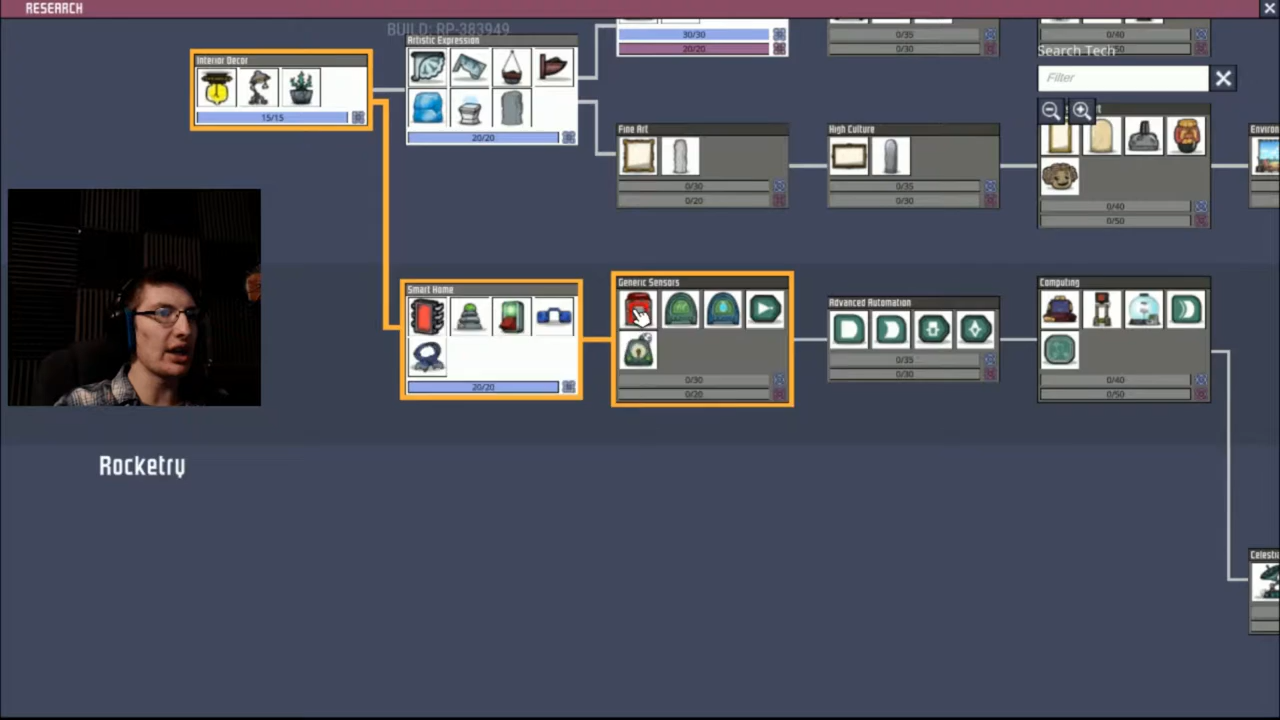 RESEARCH
BUILD: RP-383949
30/30
20/20
0/35
0/30
0/40
Search Tech
Filter
Interior Decor
15/15
Artistic Expression
20/20
Fine Art
0/30
0/20
High Culture
0/35
0/30
0/40
0/50
Smart Home
20/20
Generic Sensors
0/30
0/20
Advanced Automation
0/35
0/30
Computing
0/40
0/50
Rocketry